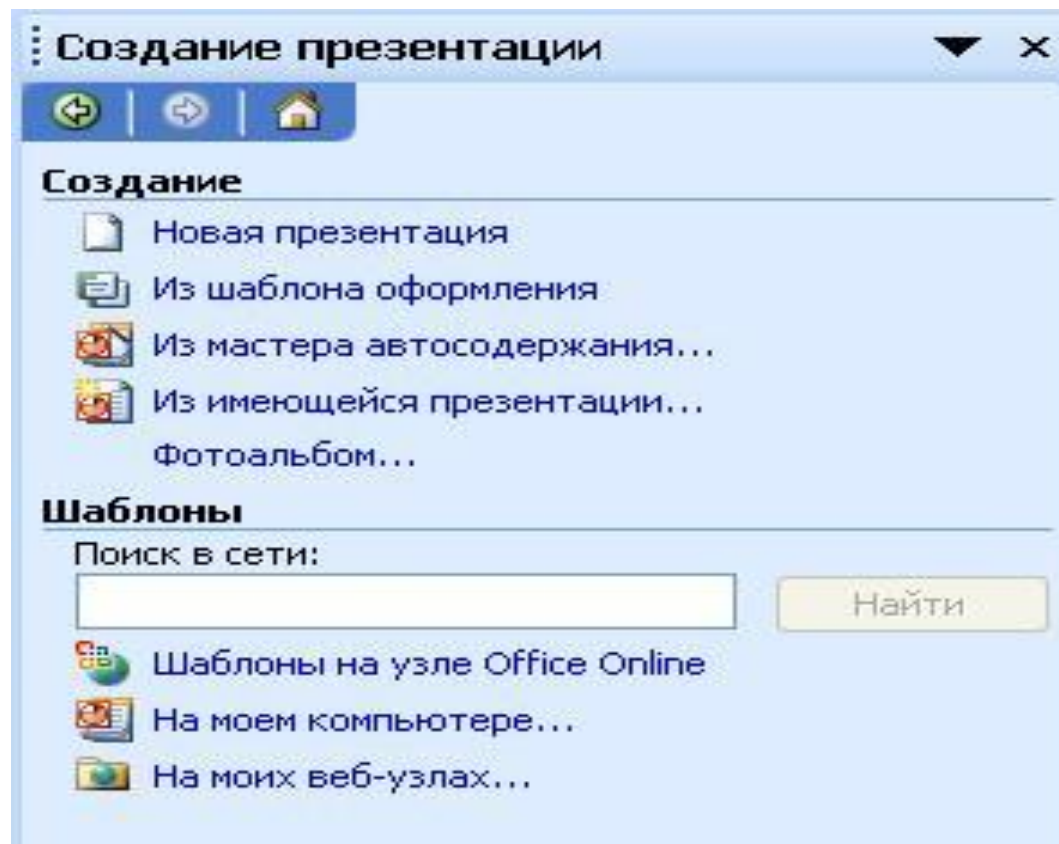 Создание презентации
Создание
Новая презентация
Из шаблона оформления
Из мастера автосодержания...
Из имеющейся презентации...
Фотоальбом...
Шаблоны
Поиск в сети:
Найти
Шаблоны на узле Office Online
На моем компьютере...
На моих веб-узлах...